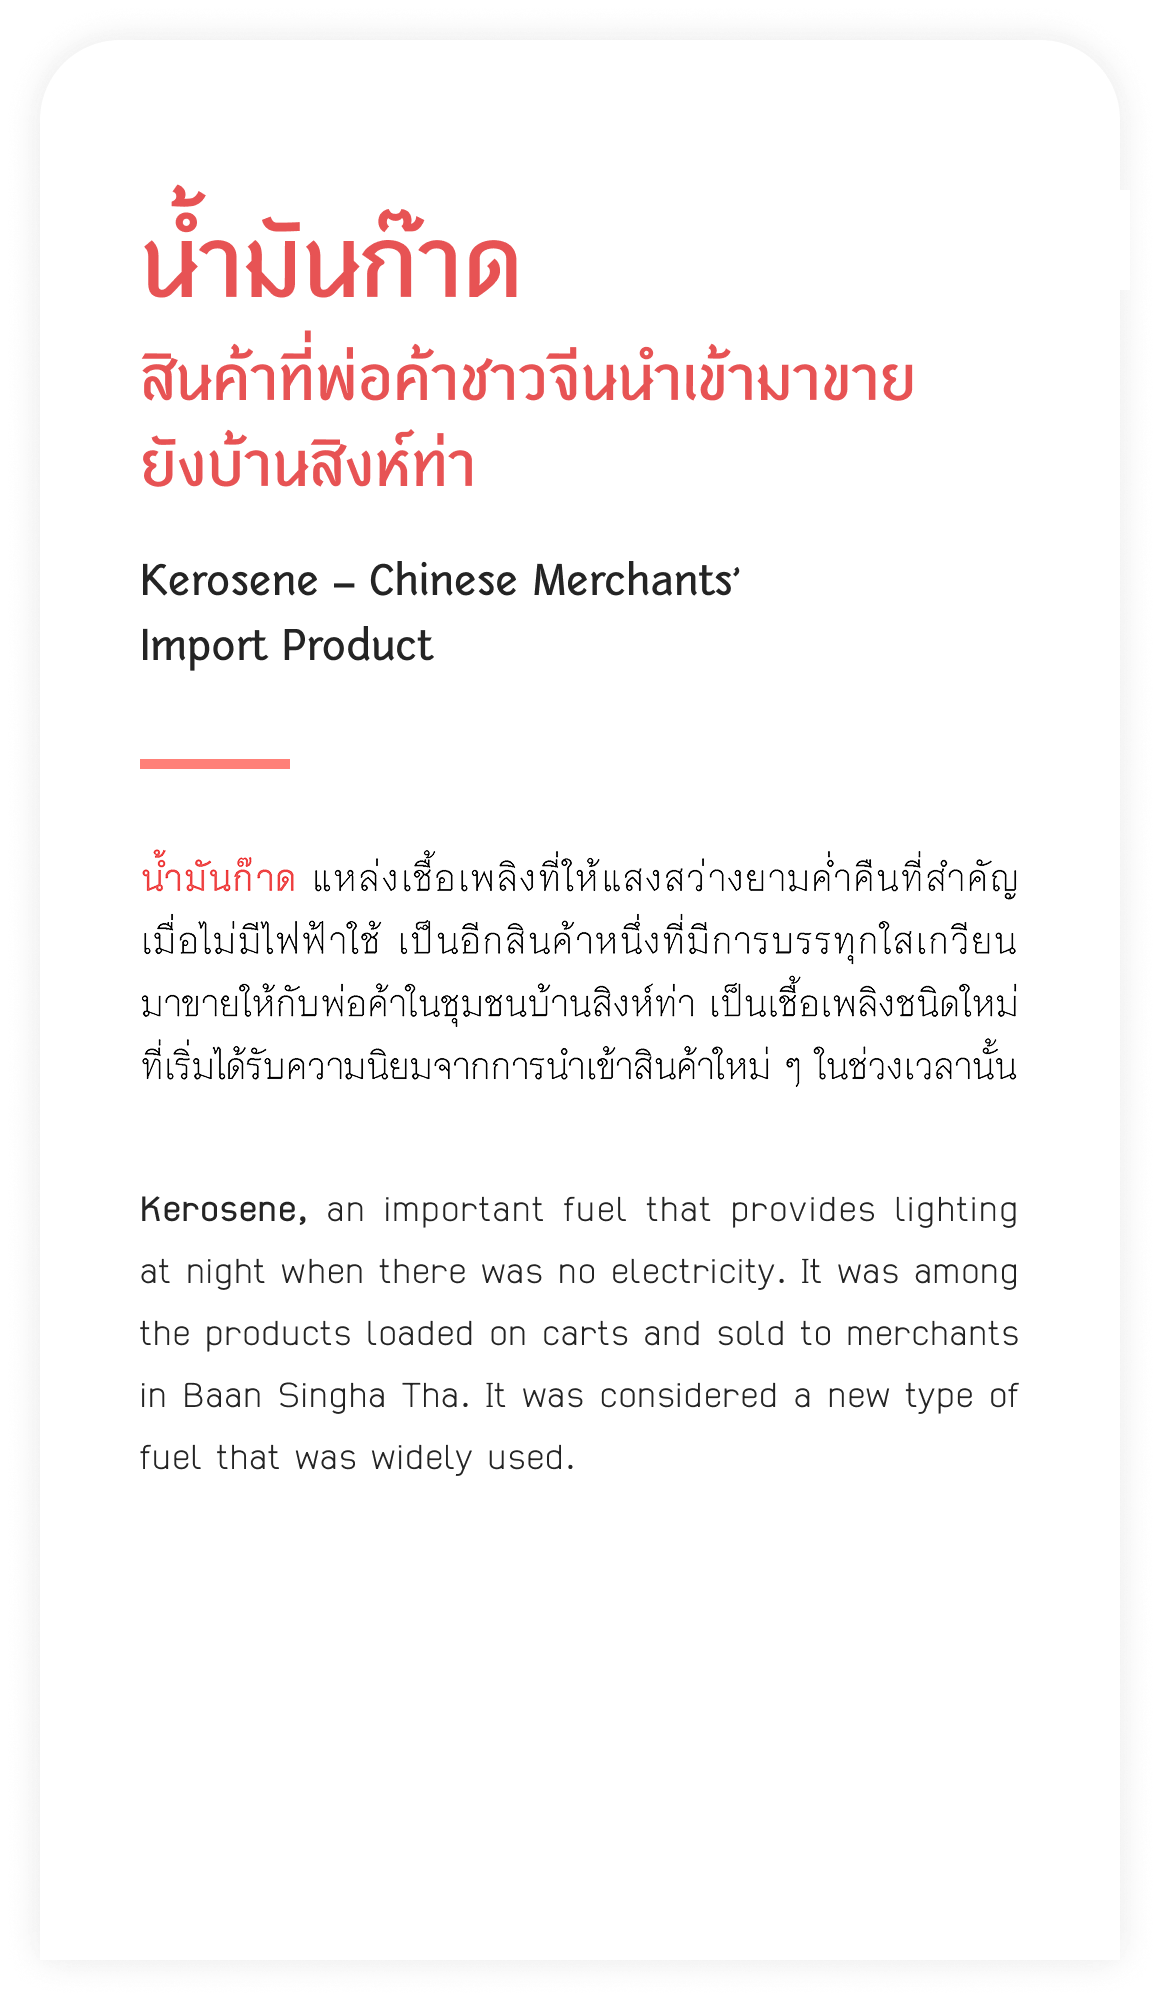 น้ำมันก๊าด
สินค้าที่พ่อค้าชาวจีนนำเข้ามาขาย
ยังบ้านสิงห์ท่า
Kerosene – Chinese Merchants’
Import Product
น้ำมันก๊าด แหล่งเชื้อเพลิงที่ให้แสงสว่างยามค่ำคืนที่สำคัญ
เมื่อไม่มีไฟฟ้าใช้ เป็นอีกสินค้าหนึ่งที่มีการบรรทุกใสเกวียน
มาขายให้กับพ่อค้าในชุมชนบ้านสิงห์ท่า เป็นเชื้อเพลิงชนิดใหม่
ที่เริ่มได้รับความนิยมจากการนำเข้าสินค้าใหม่ ๆ ในช่วงเวลานั้น
Kerosene, an important fuel that provides lighting
at night when there was no electricity. It was among
the products loaded on carts and sold to merchants
in Baan Singha Tha. It was considered a new type of
fuel that was widely used.